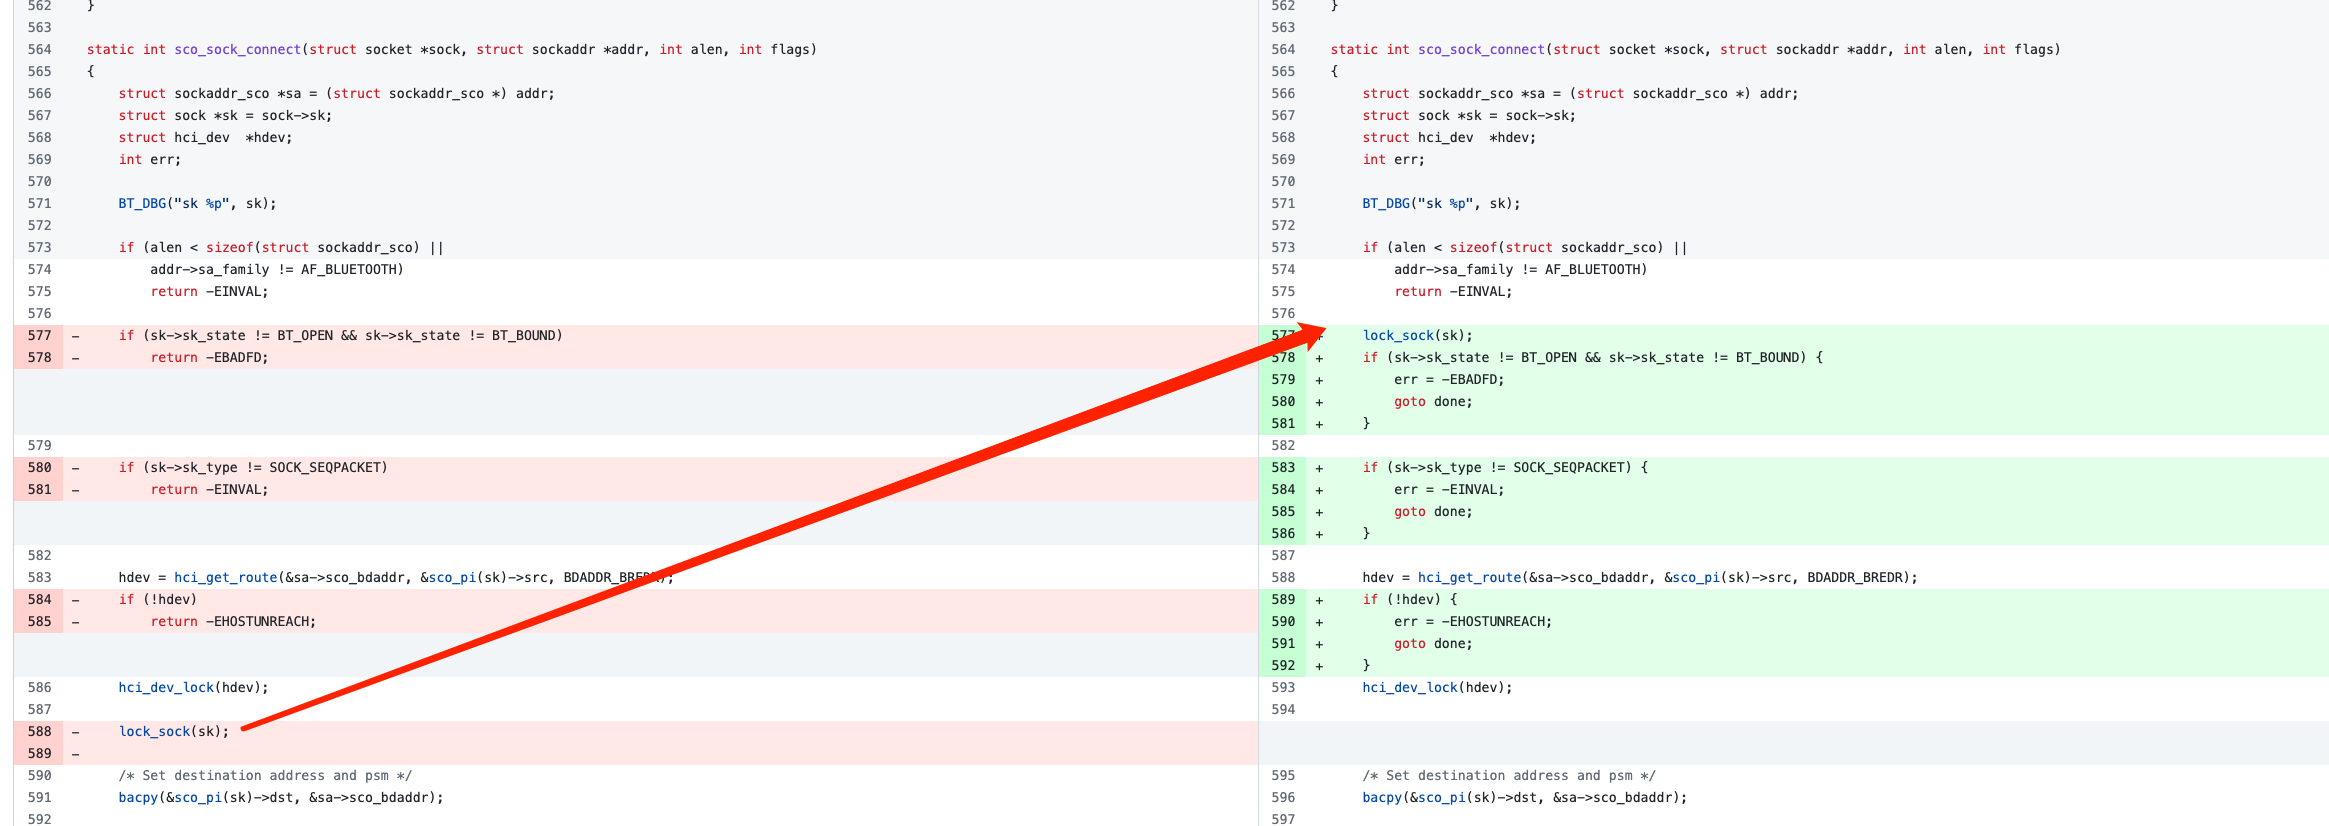 562 }
563
564 static int sco_sock_connect(struct socket *sock, struct sockaddr *addr, int alen, int flags)
565 {
566 struct sockaddr_sco *sa = (struct sockaddr_sco *) addr;
567 struct sock *sk = sock->sk;
568 struct hci_dev  *hdev;
569 int err;
570
571 BT_DBG("sk %p", sk);
572
573 if (alen < sizeof(struct sockaddr_sco) ||
574 addr->sa_family != AF_BLUETOOTH)
575 return -EINVAL;
576
577 - if (sk->sk_state != BT_OPEN && sk->sk_state != BT_BOUND)
578 - return -EBADFD;
579
580 - if (sk->sk_type != SOCK_SEQPACKET)
581 - return -EINVAL;
582
583 hdev = hci_get_route(&sa->sco_bdaddr, &sco_pi(sk)->src, BDADDR_BREDR);
584 - if (!hdev)
585 - return -EHOSTUNREACH;
586 hci_dev_lock(hdev);
587
588 - lock_sock(sk);
589 -
590 /* Set destination address and psm */
591 bacpy(&sco_pi(sk)->dst, &sa->sco_bdaddr);
592
562 }
563
564 static int sco_sock_connect(struct socket *sock, struct sockaddr *addr, int alen, int flags)
565 {
566 struct sockaddr_sco *sa = (struct sockaddr_sco *) addr;
567 struct sock *sk = sock->sk;
568 struct hci_dev  *hdev;
569 int err;
570
571 BT_DBG("sk %p", sk);
572
573 if (alen < sizeof(struct sockaddr_sco) ||
574 addr->sa_family != AF_BLUETOOTH)
575 return -EINVAL;
576
577 + lock_sock(sk);
578 + if (sk->sk_state != BT_OPEN && sk->sk_state != BT_BOUND) {
579 + err = -EBADFD;
580 + goto done;
581 + }
582
583 + if (sk->sk_type != SOCK_SEQPACKET) {
584 + err = -EINVAL;
585 + goto done;
586 + }
587
588 hdev = hci_get_route(&sa->sco_bdaddr, &sco_pi(sk)->src, BDADDR_BREDR);
589 + if (!hdev) {
590 + err = -EHOSTUNREACH;
591 + goto done;
592 + }
593 hci_dev_lock(hdev);
594
595 /* Set destination address and psm */
596 bacpy(&sco_pi(sk)->dst, &sa->sco_bdaddr);
597